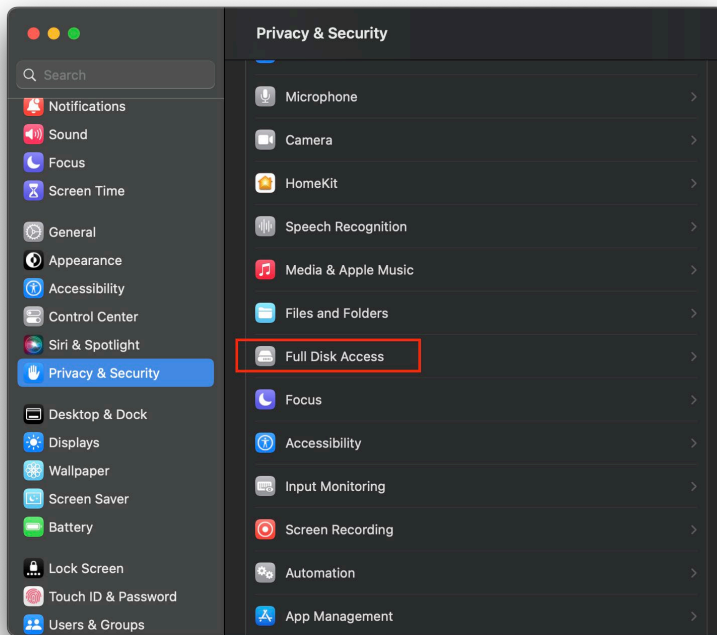 Privacy & Security
Search
Notifications
Sound
Focus
Screen Time
General
Appearance
Accessibility
Control Center
Siri & Spotlight
Privacy & Security
Desktop & Dock
Displays
Wallpaper
Screen Saver
Battery
Lock Screen
Touch ID & Password
Users & Groups
Microphone
Camera
HomeKit
Speech Recognition
Media & Apple Music
Files and Folders
Full Disk Access
Focus
Accessibility
Input Monitoring
Screen Recording
Automation
App Management